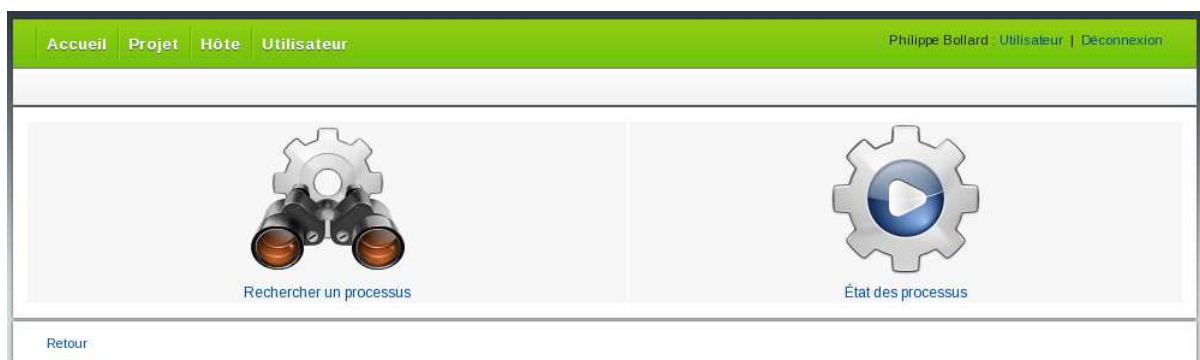 Accueil Projet Hôte Utilisateur Philippe Bollard : Utilisateur | Déconnexion
Rechercher un processus État des processus
Retour